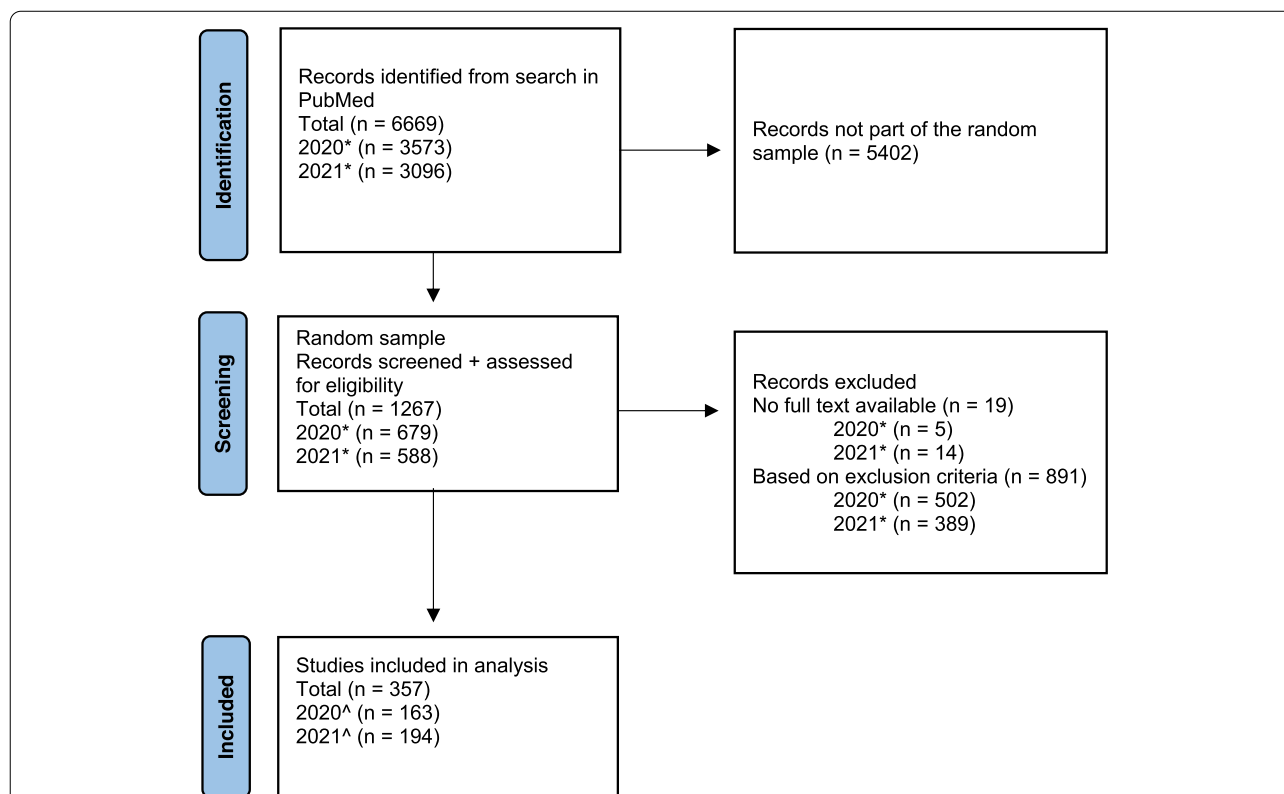 Identification
Records identified from search in
PubMed
Total (n = 6669)
2020* (n = 3573)
2021* (n = 3096)
Records not part of the random
sample (n = 5402)
Screening
Random sample
Records screened + assessed
for eligibility
Total (n = 1267)
2020* (n = 679)
2021* (n = 588)
Records excluded
No full text available (n = 19)
2020* (n = 5)
2021* (n = 14)
Based on exclusion criteria (n = 891)
2020* (n = 502)
2021* (n = 389)
Included
Studies included in analysis
Total (n = 357)
2020^ (n = 163)
2021^ (n = 194)